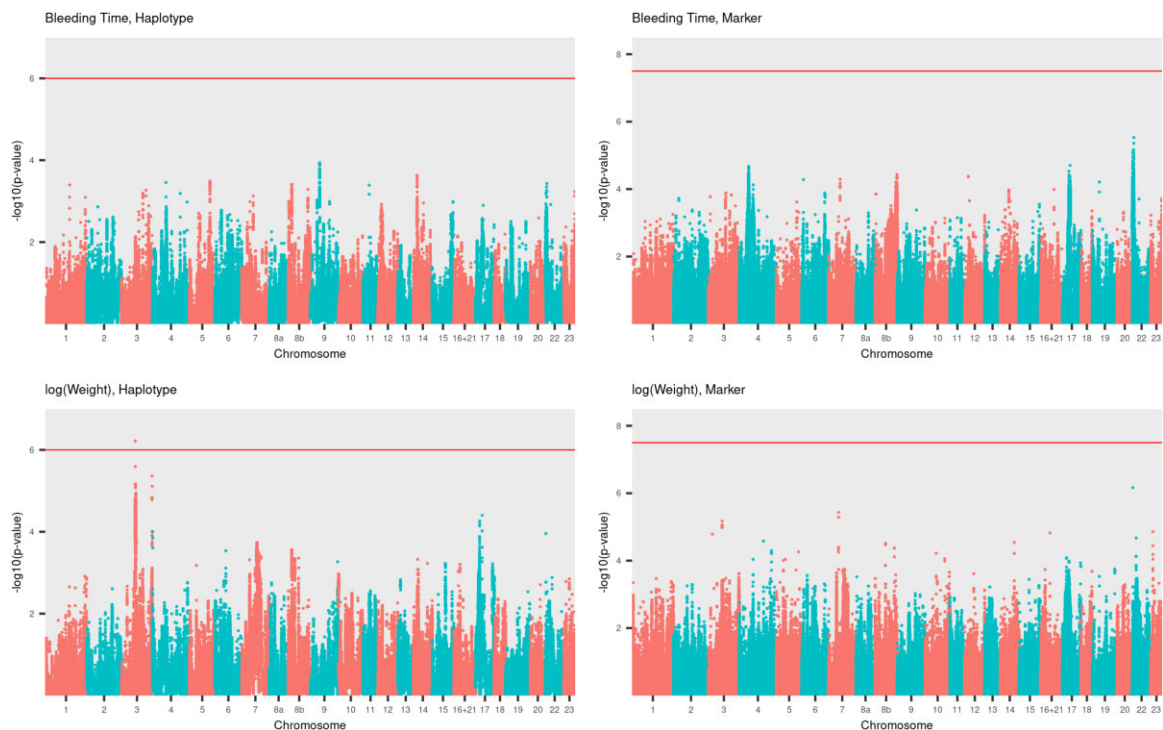 Bleeding Time, Haplotype
6
4
2
-log10(p-value)
1 2 3 4 5 6 7 8a 8b 9 10 11 12 13 14 15 16+21 17 18 19 20 22 23
Chromosome
Bleeding Time, Marker
8
6
4
2
-log10(p-value)
1 2 3 4 5 6 7 8a 8b 9 10 11 12 13 14 15 16+21 17 18 19 20 22 23
Chromosome
log(Weight), Haplotype
6
4
2
-log10(p-value)
1 2 3 4 5 6 7 8a 8b 9 10 11 12 13 14 15 16+21 17 18 19 20 22 23
Chromosome
log(Weight), Marker
8
6
4
2
-log10(p-value)
1 2 3 4 5 6 7 8a 8b 9 10 11 12 13 14 15 16+21 17 18 19 20 22 23
Chromosome